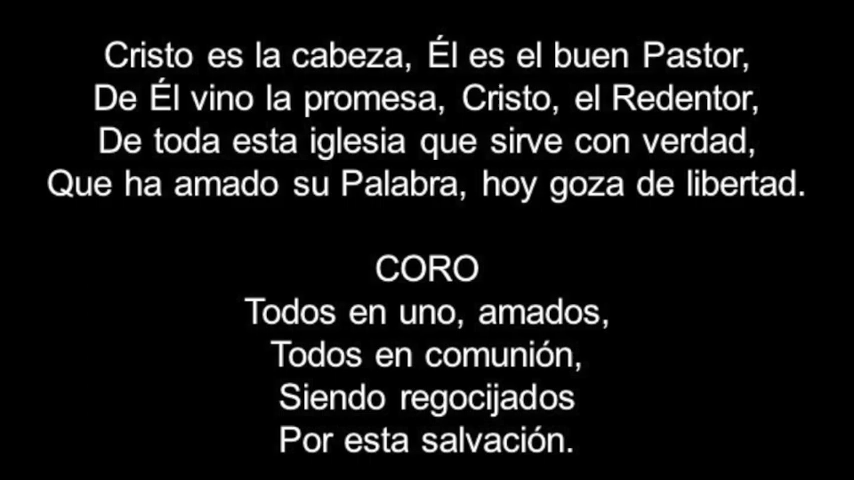 Cristo es la cabeza, Él es el buen Pastor,
De Él vino la promesa, Cristo, el Redentor,
De toda esta iglesia que sirve con verdad,
Que ha amado su Palabra, hoy goza de libertad.
CORO
Todos en uno, amados,
Todos en comunión,
Siendo regocijados
Por esta salvación.